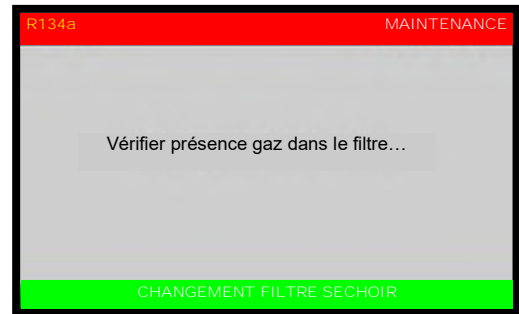 R134a MAINTENANCE
Vérifier présence gaz dans le filtre…
CHANGEMENT FILTRE SECHOIR